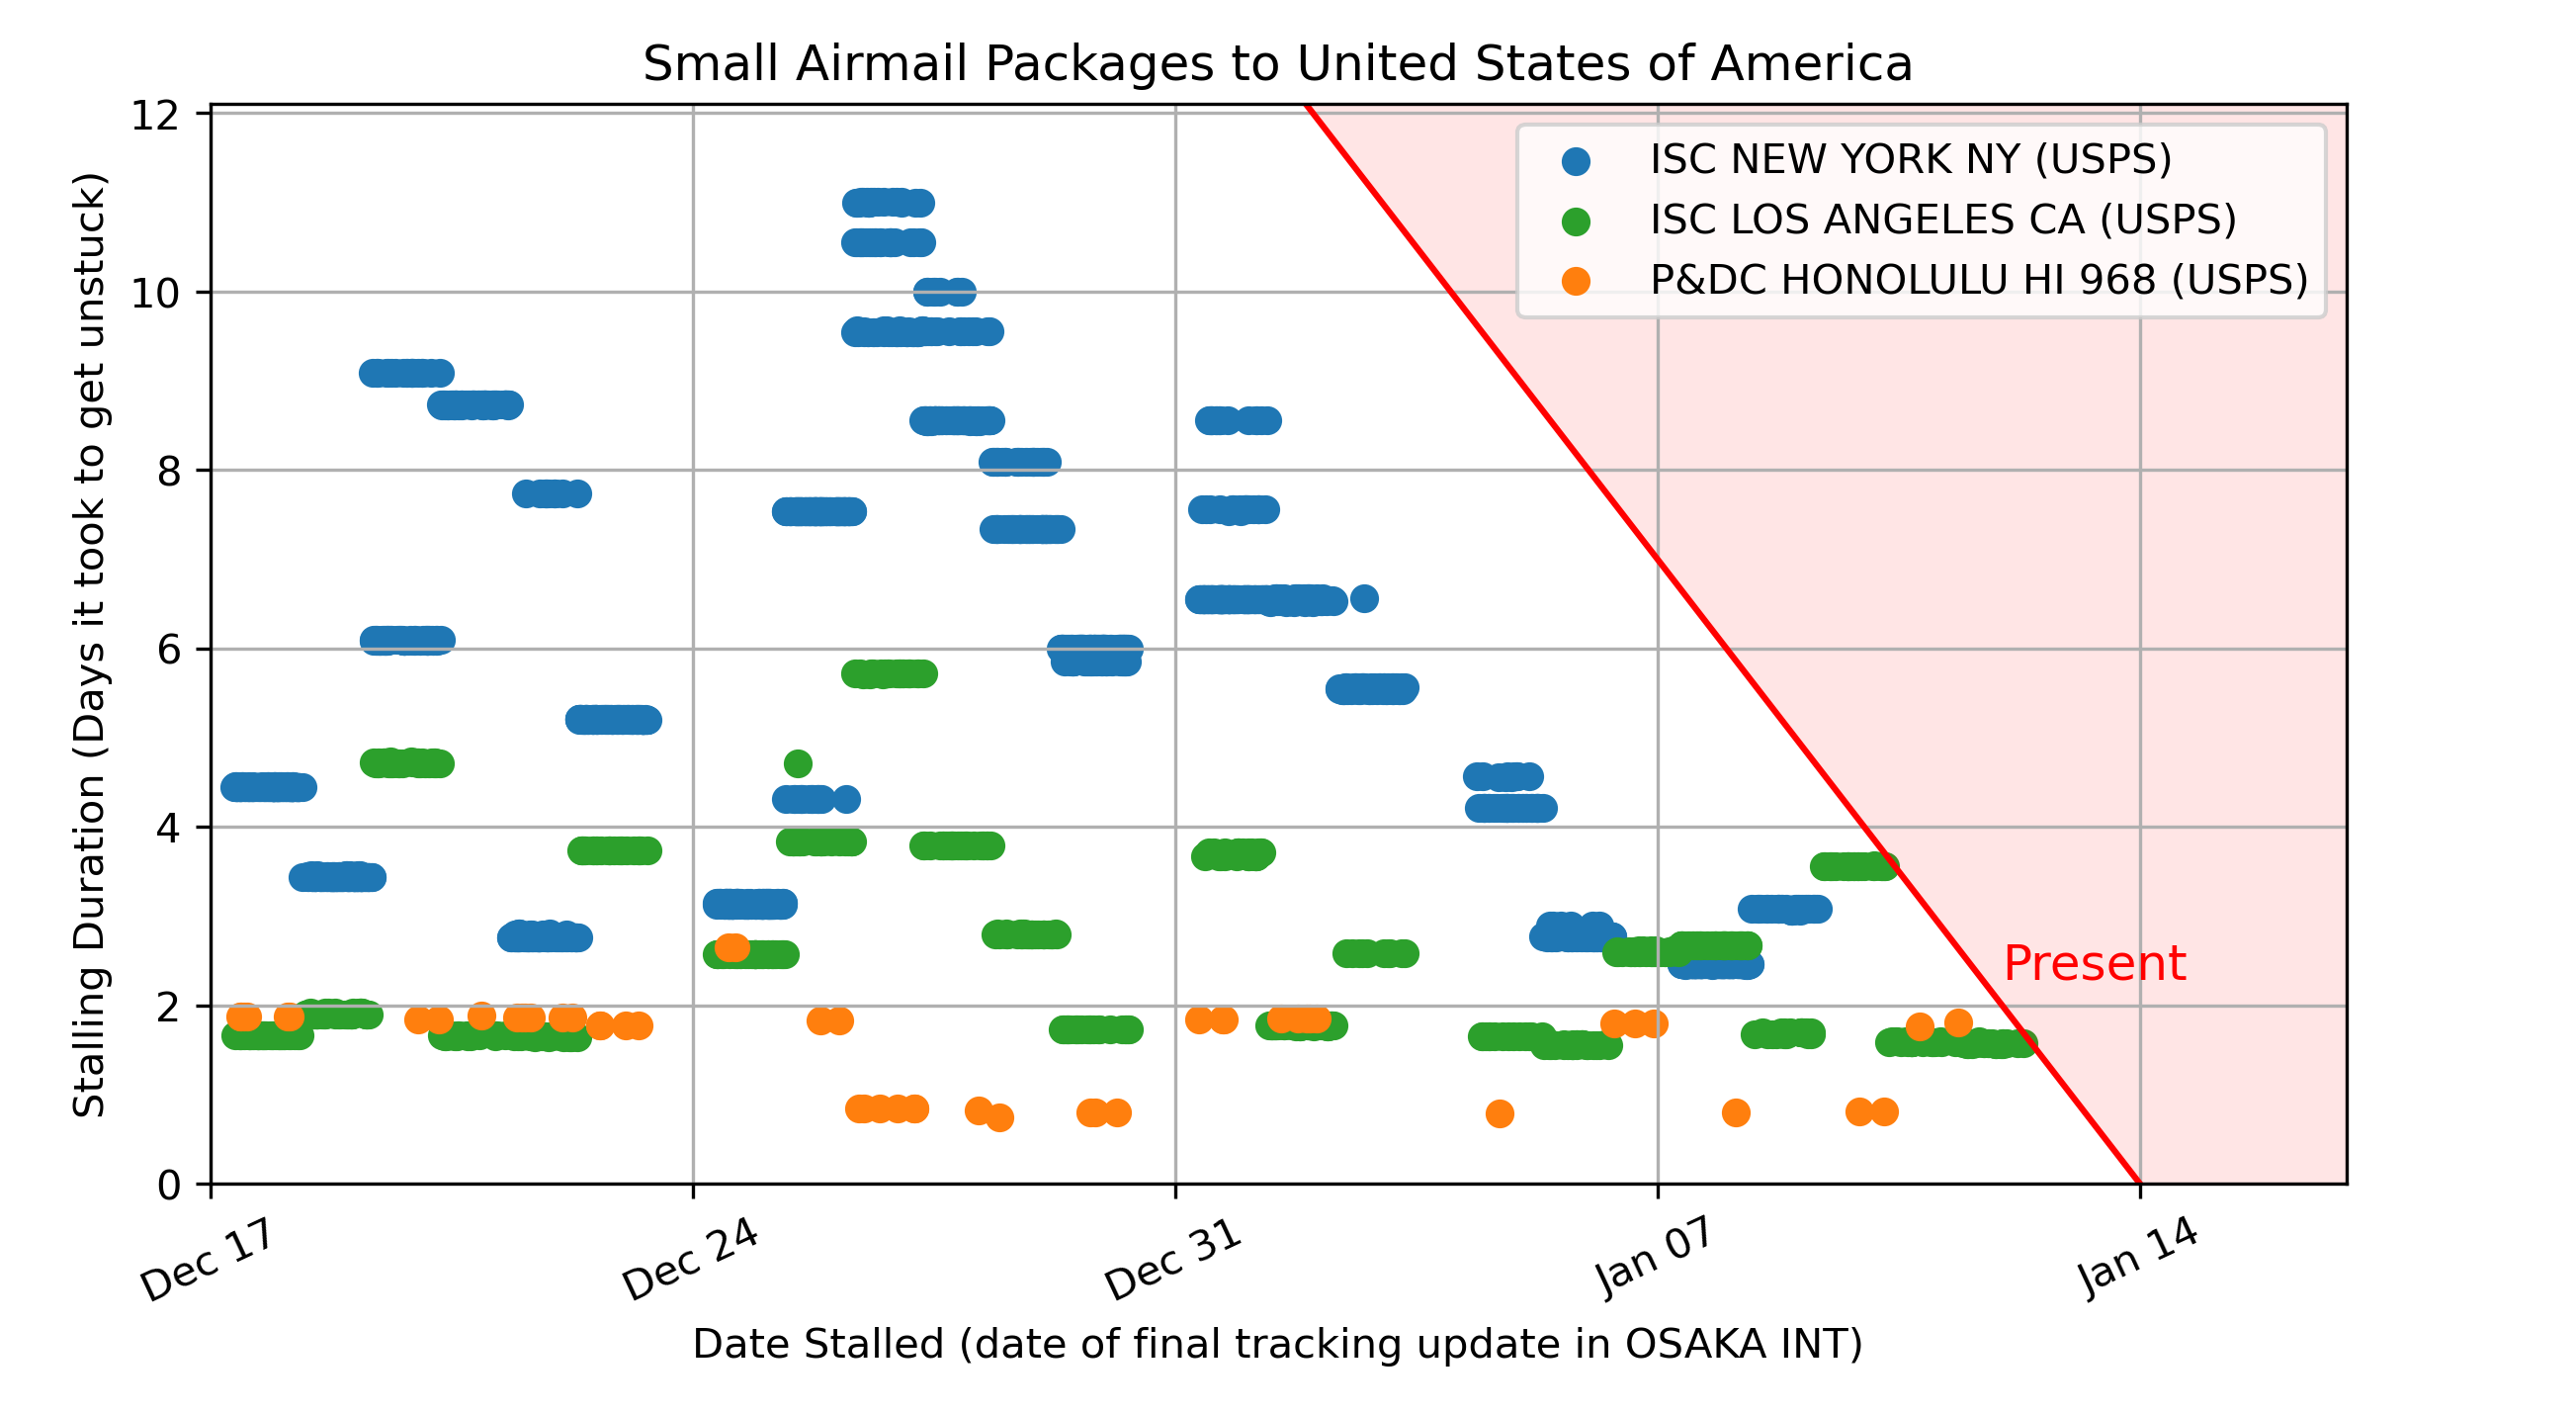 Small Airmail Packages to United States of America
Stalling Duration (Days it took to get unstuck)
12
10
8
6
4
2
0
ISC NEW YORK NY (USPS)
ISC LOS ANGELES CA (USPS)
P&DC HONOLULU HI 968 (USPS)
Present
Dec 17
Dec 24
Dec 31
Jan 07
Jan 14
Date Stalled (date of final tracking update in OSAKA INT)